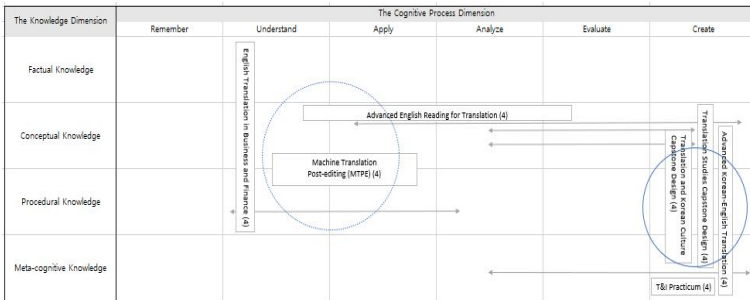 The Knowledge Dimension
The Cognitive Process Dimension
Remember
Understand
Apply
Analyze
Evaluate
Create
Factual Knowledge
Conceptual Knowledge
Procedural Knowledge
Meta-cognitive Knowledge
English Translation in Business and Finance (4)
Advanced English Reading for Translation (4)
Machine Translation
Post-editing (MTPE) (4)
Translation and Korean Culture
Capstone Design (4)
Translation Studies Capstone Design (4)
Advanced Korean-English Translation (4)
T&I Practicum (4)